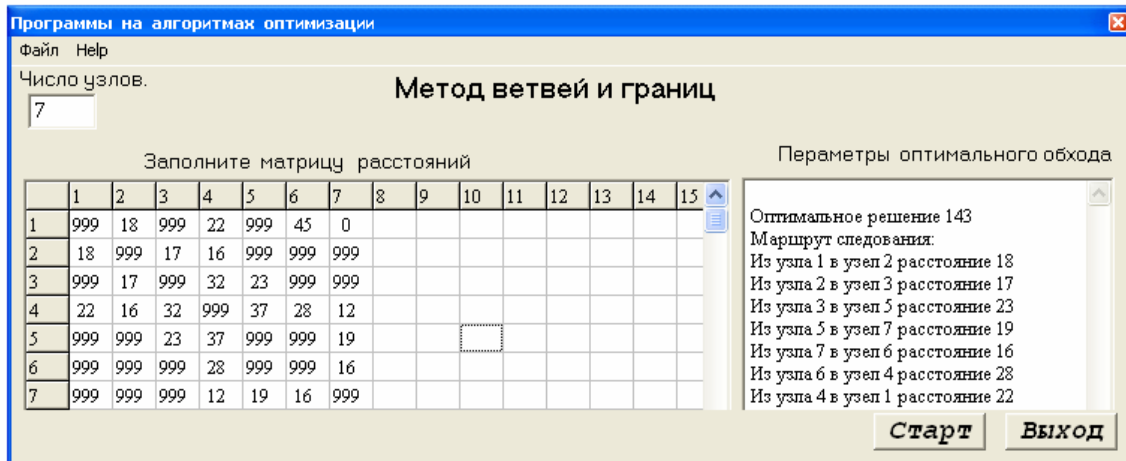 Программы на алгоритмах оптимизации
Файл Help
Число узлов.
7
Метод ветвей и границ
Заполните матрицу расстояний
1 2 3 4 5 6 7 8 9 10 11 12 13 14 15
1 999 18 999 22 999 45 0
2 18 999 17 16 999 999 999
3 999 17 999 32 23 999 999
4 22 16 32 999 37 28 12
5 999 999 23 37 999 999 19
6 999 999 999 28 999 999 16
7 999 999 999 12 19 16 999
Пераметры оптимального обхода
Оптимальное решение 143
Маршрут следования:
Из узла 1 в узел 2 расстояние 18
Из узла 2 в узел 3 расстояние 17
Из узла 3 в узел 5 расстояние 23
Из узла 5 в узел 7 расстояние 19
Из узла 7 в узел 6 расстояние 16
Из узла 6 в узел 4 расстояние 28
Из узла 4 в узел 1 расстояние 22
Старт Выход